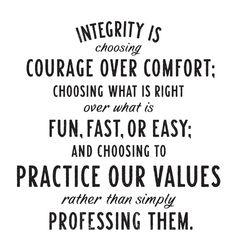 INTEGRITY IS
choosing
COURAGE OVER COMFORT;
CHOOSING WHAT IS RIGHT
over what is
FUN, FAST, OR EASY;
AND CHOOSING TO
PRACTICE OUR VALUES
rather than simply
PROFESSING THEM.